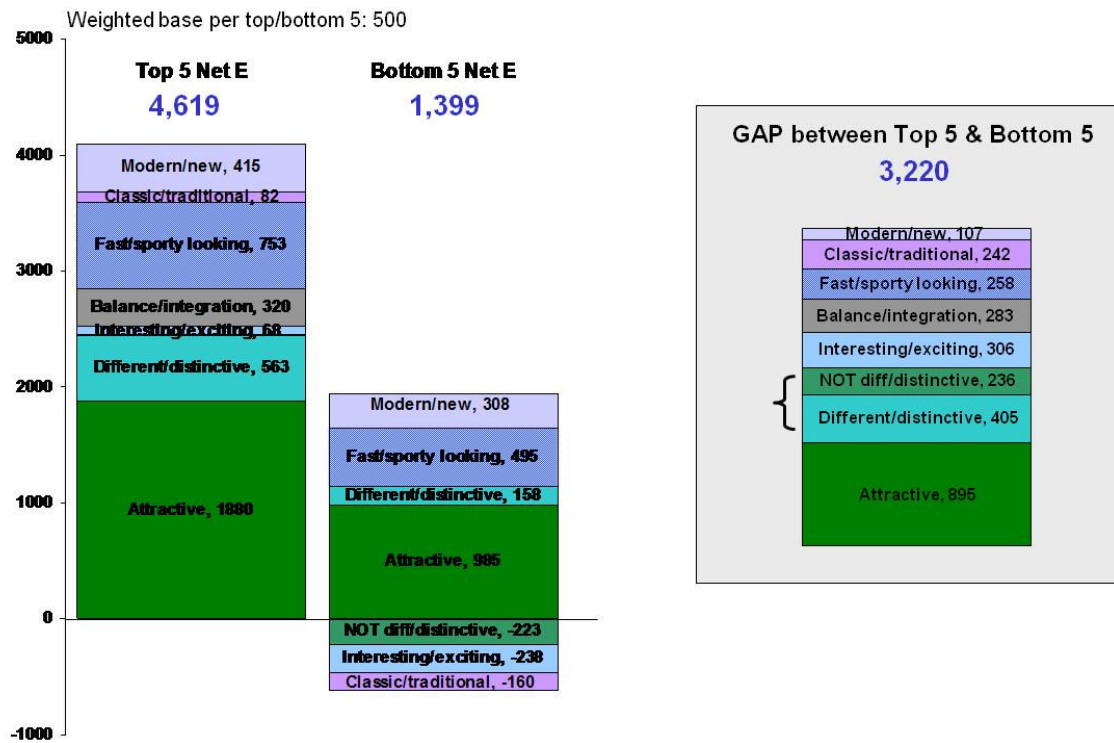 Weighted base per top/bottom 5: 500
5000
4000
3000
2000
1000
0
-1000
Top 5 Net E
4,619
Modern/new, 415
Classic/traditional, 82
Fast/sporty looking, 753
Balance/integration, 320
Interesting/exciting, 68
Different/distinctive, 563
Attractive, 1880
Bottom 5 Net E
1,399
Modern/new, 308
Fast/sporty looking, 495
Different/distinctive, 158
Attractive, 985
NOT diff/distinctive, -223
Interesting/exciting, -238
Classic/traditional, -160
GAP between Top 5 & Bottom 5
3,220
Modern/new, 107
Classic/traditional, 242
Fast/sporty looking, 258
Balance/integration, 283
Interesting/exciting, 306
NOT diff/distinctive, 236
Different/distinctive, 405
Attractive, 895